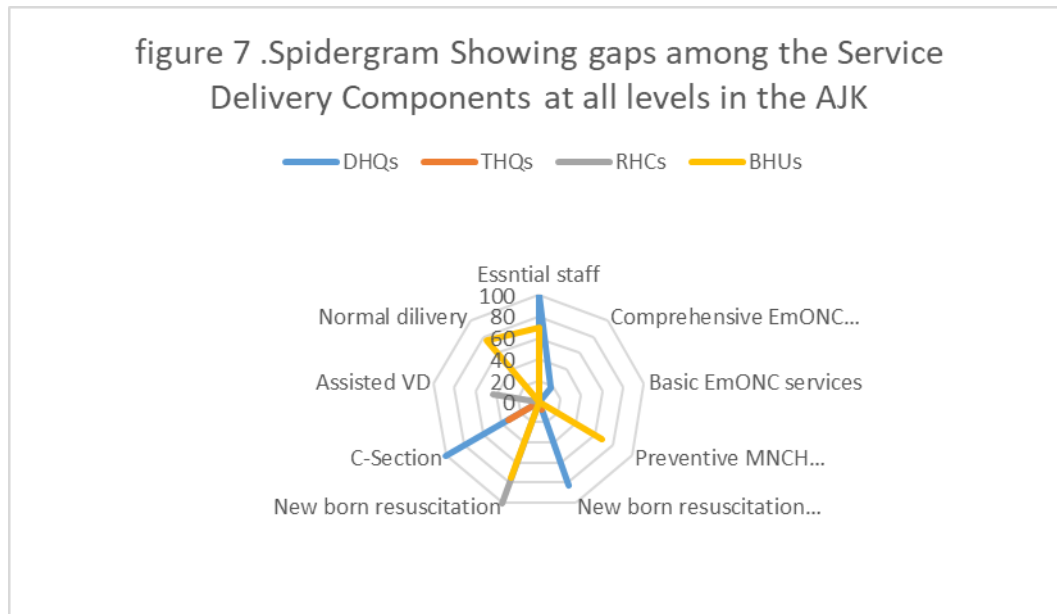 figure 7 .Spidergram Showing gaps among the Service
Delivery Components at all levels in the AJK
DHQs THQs RHCs BHUs
Essntial staff
100
80
60
40
20
0
Comprehensive EmONC...
Basic EmONC services
Preventive MNCH...
New born resuscitation...
New born resuscitation
C-Section
Assisted VD
Normal dilivery